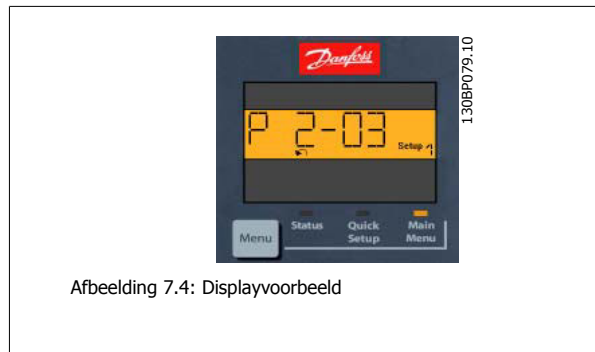 Danfoss
130BP079.10
P 2-03
Setup 1
Status
Quick Setup
Main Menu
Menu
Afbeelding 7.4: Displayvoorbeeld